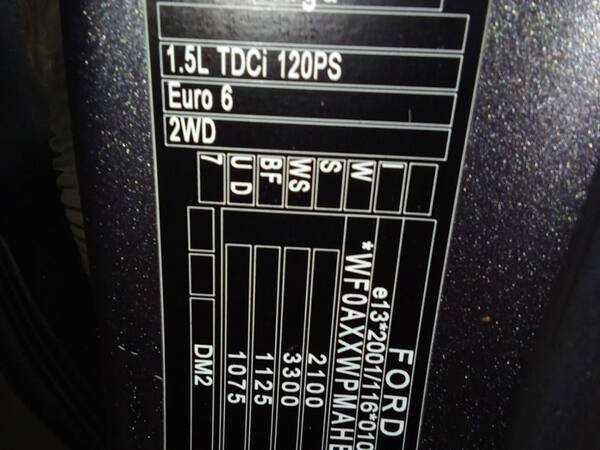 1.5L TDCi 120PS
Euro 6
2WD
I
W
S
WS
BF
UD
7
FORD
e13*2001/116*010
*WF0AXXWPMAHE
2100
3300
1125
1075
DM2